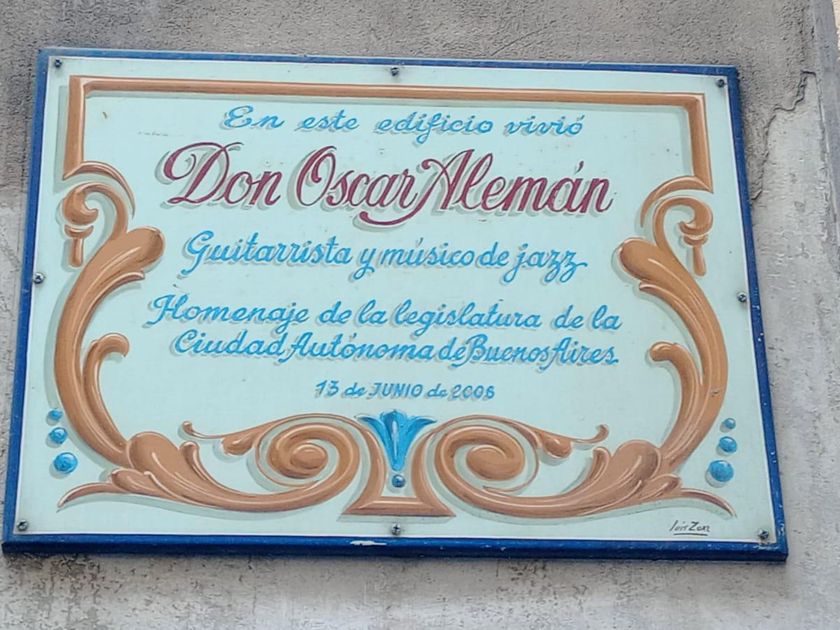 En este edificio vivió
Don Oscar Alemán
Guitarrista y músico de jazz
Homenaje de la legislatura de la
Ciudad Autónoma de Buenos Aires
13 de JUNIO de 2006